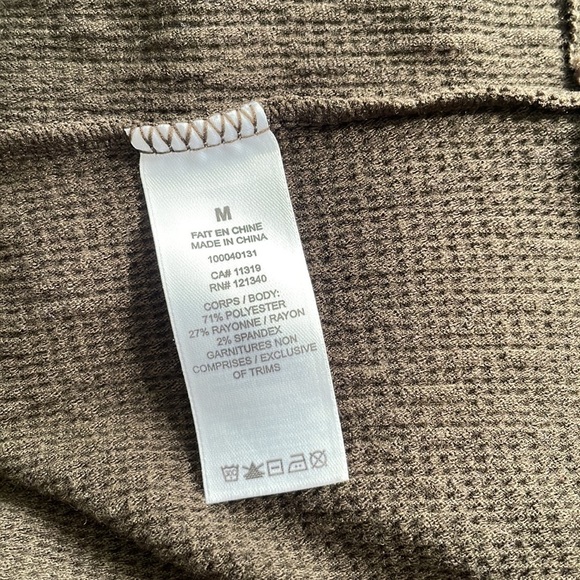 M
FAIT EN CHINE
MADE IN CHINA
100040131
CA# 11319
RN# 121340
CORPS / BODY:
71% POLYESTER
27% RAYONNE / RAYON
2% SPANDEX
GARNITURES NON
COMPRISES / EXCLUSIVE
OF TRIMS